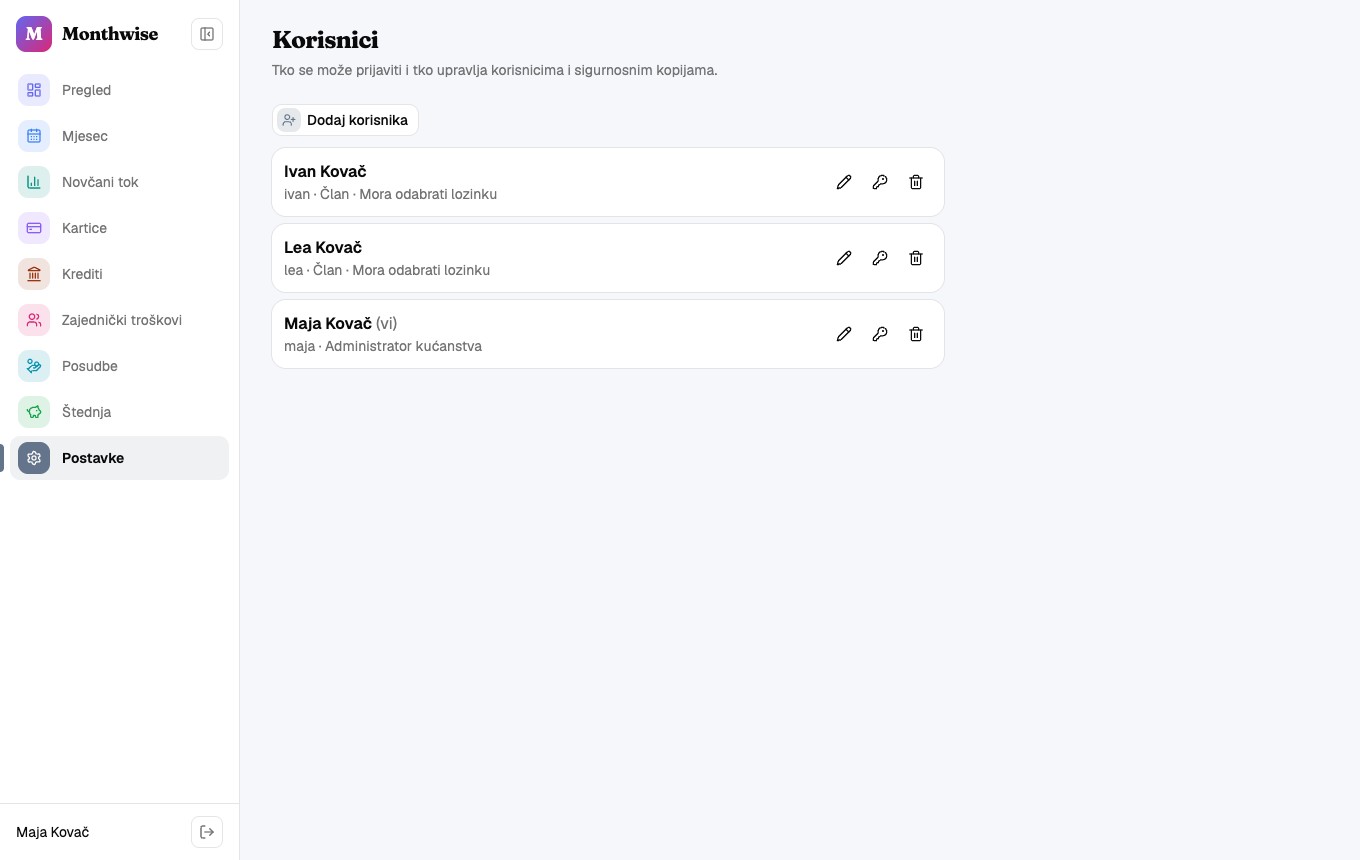 M Monthwise
Pregled
Mjesec
Novčani tok
Kartice
Krediti
Zajednički troškovi
Posudbe
Štednja
Postavke
Maja Kovač
Korisnici
Tko se može prijaviti i tko upravlja korisnicima i sigurnosnim kopijama.
Dodaj korisnika
Ivan Kovač
ivan · Član · Mora odabrati lozinku
Lea Kovač
lea · Član · Mora odabrati lozinku
Maja Kovač (vi)
maja · Administrator kućanstva